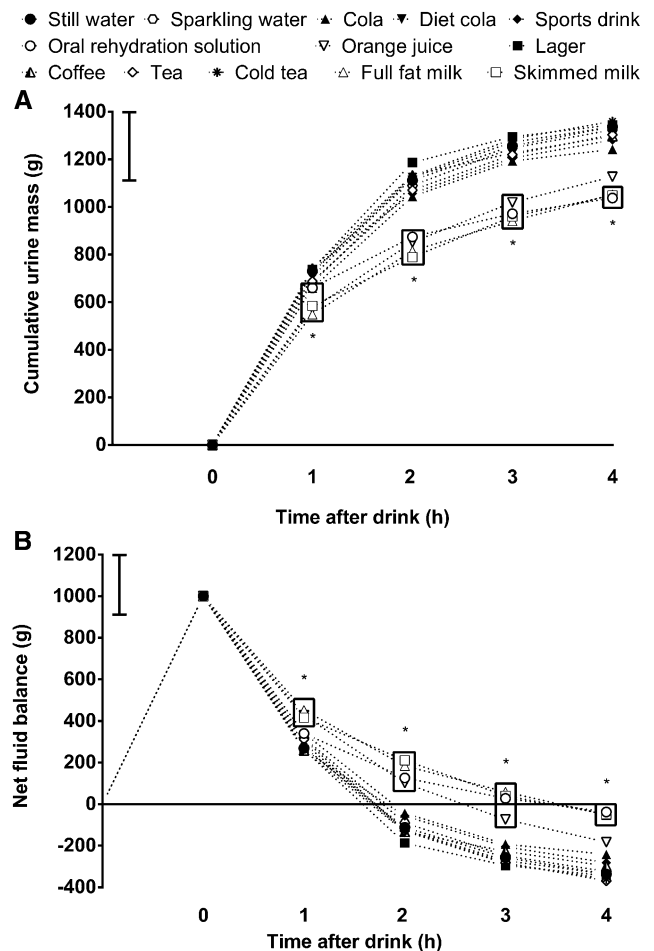 Still water Sparkling water Cola Diet cola Sports drink
Oral rehydration solution Orange juice Lager
Coffee Tea Cold tea Full fat milk Skimmed milk
A
1400
1200
1000
800
600
400
200
0
Cumulative urine mass (g)
* * * *
0 1 2 3 4
Time after drink (h)
B
1200
1000
800
600
400
200
0
-200
-400
Net fluid balance (g)
* * * *
0 1 2 3 4
Time after drink (h)